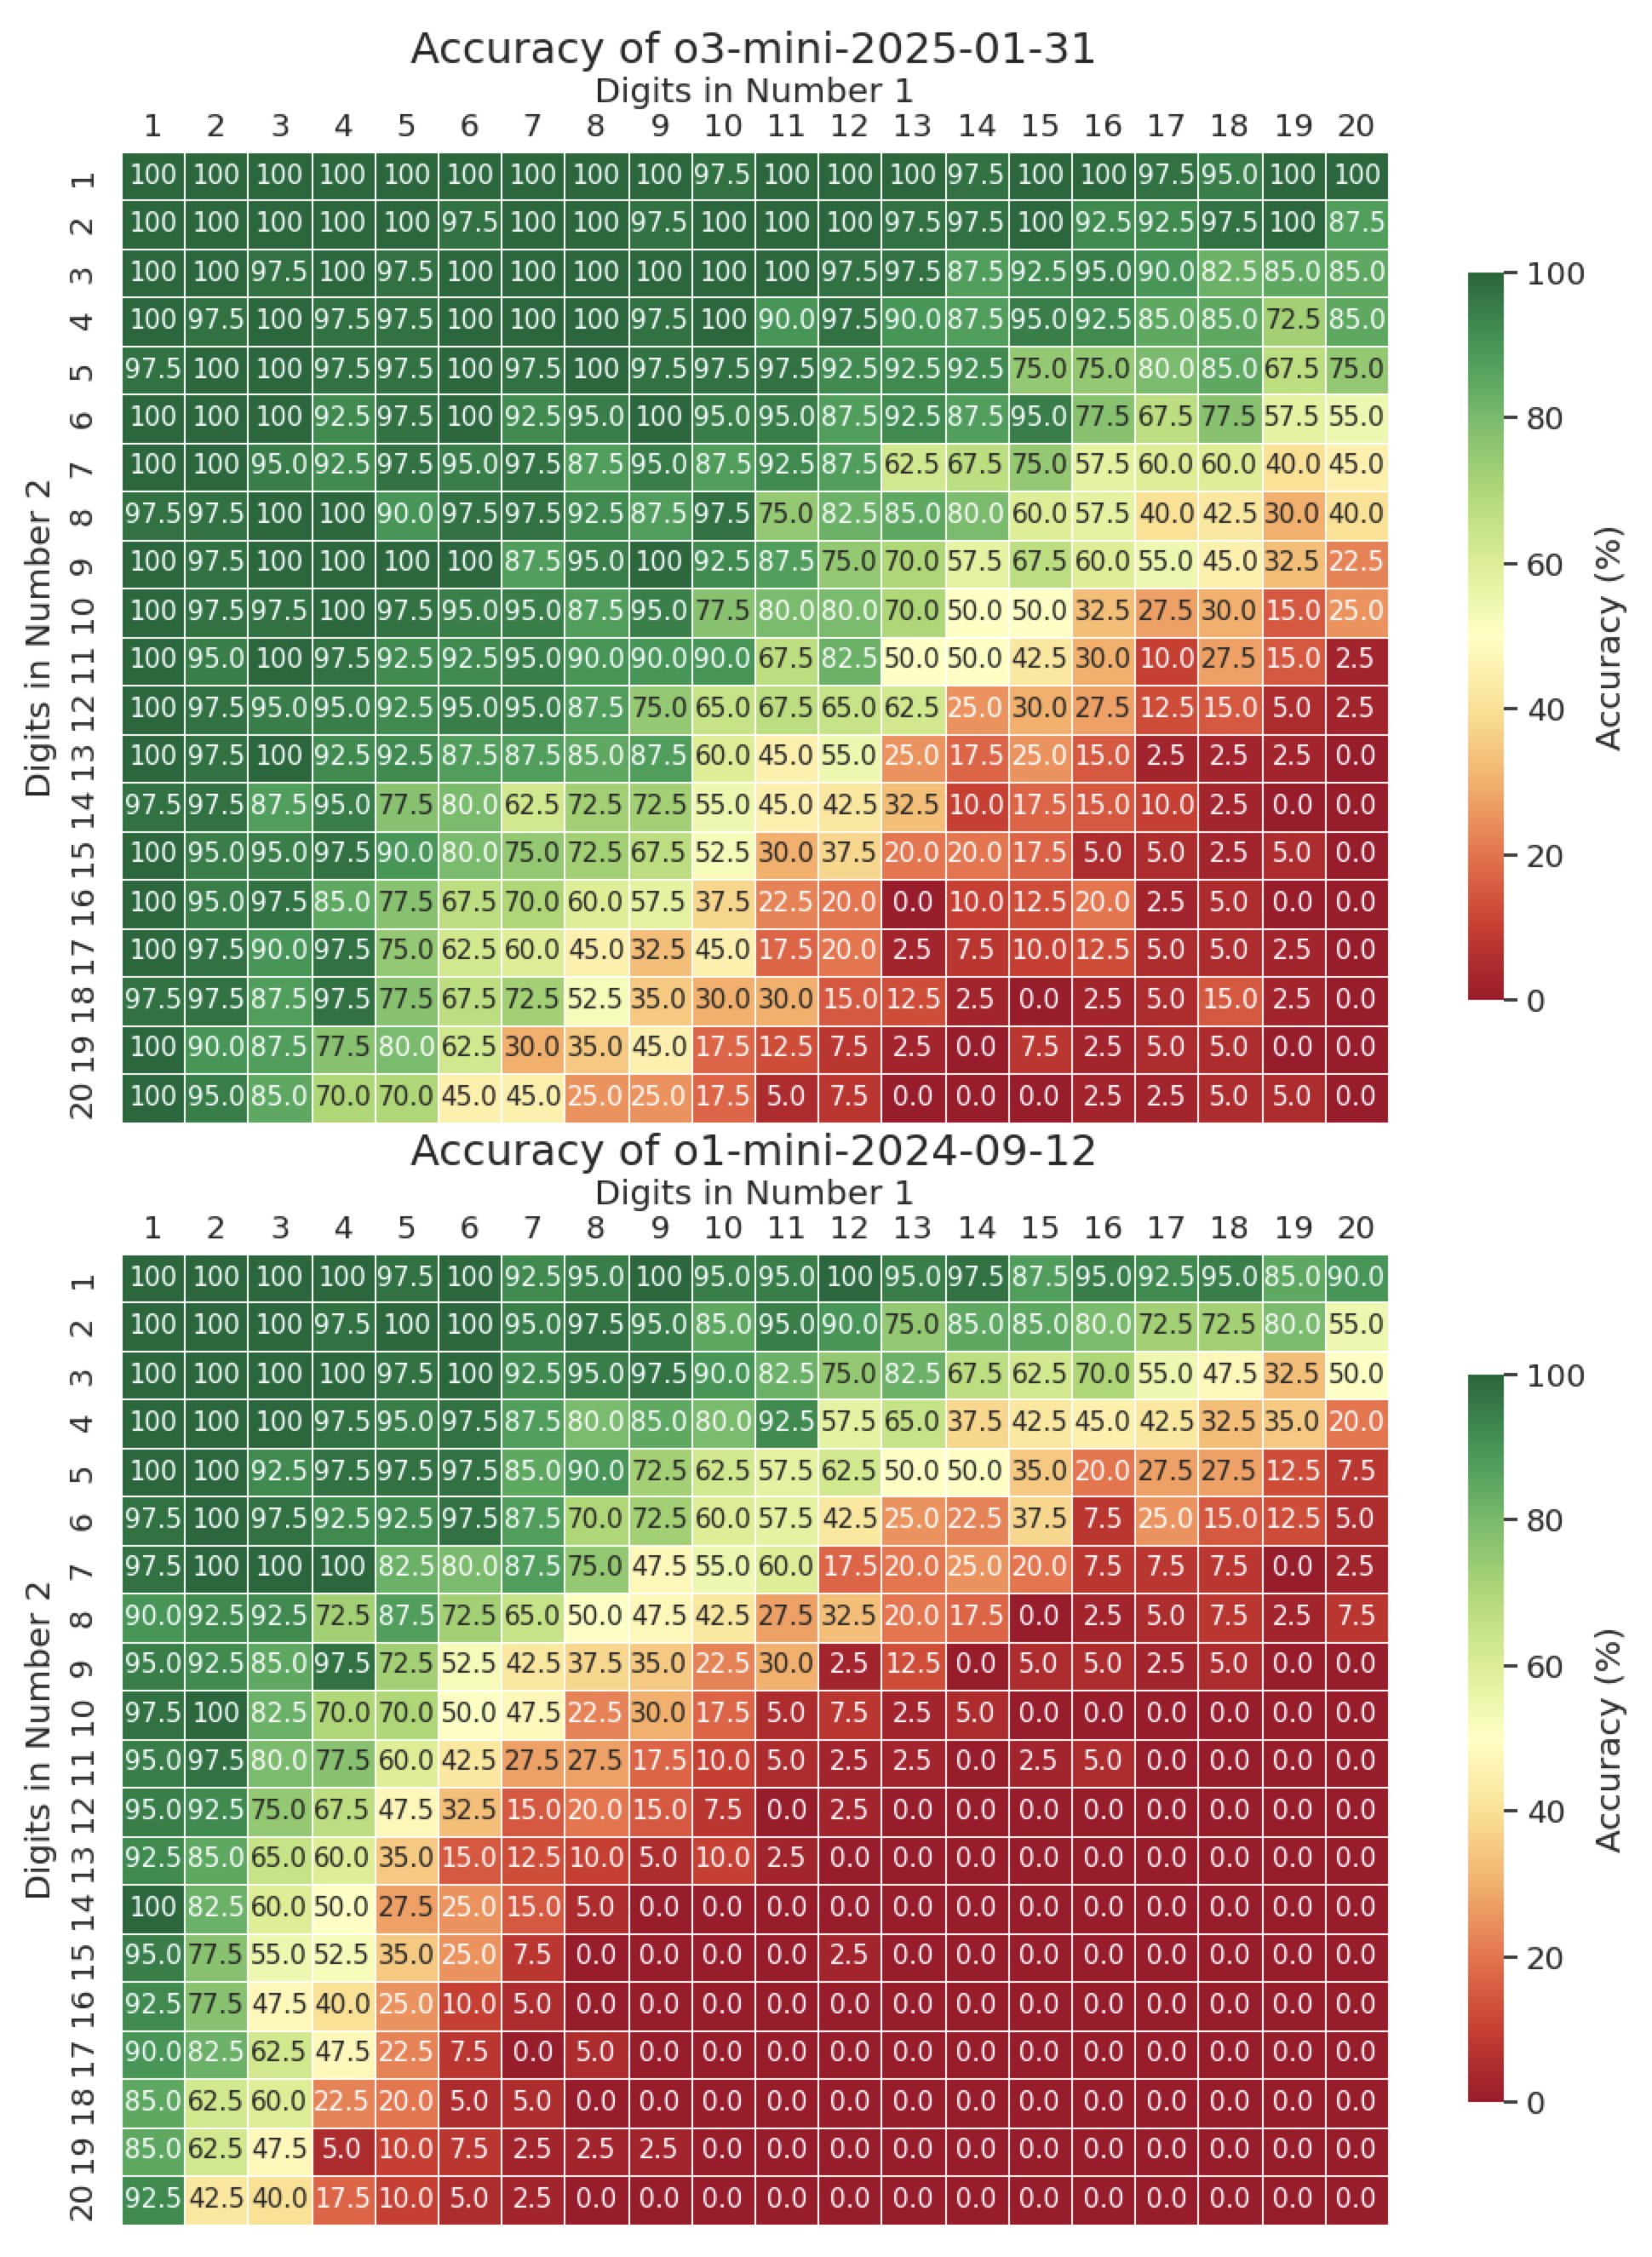 Accuracy of o3-mini-2025-01-31
Digits in Number 1
1 2 3 4 5 6 7 8 9 10 11 12 13 14 15 16 17 18 19 20
1 100 100 100 100 100 100 100 100 100 97.5 100 100 100 97.5 100 100 97.5 95.0 100 100
2 100 100 100 100 100 97.5 100 100 97.5 100 100 100 97.5 97.5 100 92.5 92.5 97.5 100 87.5
3 100 100 97.5 100 97.5 100 100 100 100 100 100 97.5 97.5 87.5 92.5 95.0 90.0 82.5 85.0 85.0
4 100 97.5 100 97.5 97.5 100 100 100 97.5 100 90.0 97.5 90.0 87.5 95.0 92.5 85.0 85.0 72.5 85.0
5 97.5 100 100 97.5 97.5 100 97.5 100 97.5 97.5 97.5 92.5 92.5 92.5 75.0 75.0 80.0 85.0 67.5 75.0
6 100 100 100 92.5 97.5 100 92.5 95.0 100 95.0 95.0 87.5 92.5 87.5 95.0 77.5 67.5 77.5 57.5 55.0
7 100 100 95.0 92.5 97.5 95.0 97.5 87.5 95.0 87.5 92.5 87.5 62.5 67.5 75.0 57.5 60.0 60.0 40.0 45.0
8 97.5 97.5 100 100 90.0 97.5 97.5 92.5 87.5 97.5 75.0 82.5 85.0 80.0 60.0 57.5 40.0 42.5 30.0 40.0
9 100 97.5 100 100 100 100 87.5 95.0 100 92.5 87.5 75.0 70.0 57.5 67.5 60.0 55.0 45.0 32.5 22.5
10 100 97.5 97.5 100 97.5 95.0 95.0 87.5 95.0 77.5 80.0 80.0 70.0 50.0 50.0 32.5 27.5 30.0 15.0 25.0
11 100 95.0 100 97.5 92.5 92.5 95.0 90.0 90.0 90.0 67.5 82.5 50.0 50.0 42.5 30.0 10.0 27.5 15.0 2.5
12 100 97.5 95.0 95.0 92.5 95.0 95.0 87.5 75.0 65.0 67.5 65.0 62.5 25.0 30.0 27.5 12.5 15.0 5.0 2.5
13 100 97.5 100 92.5 92.5 87.5 87.5 85.0 87.5 60.0 45.0 55.0 25.0 17.5 25.0 15.0 2.5 2.5 2.5 0.0
14 97.5 97.5 87.5 95.0 77.5 80.0 62.5 72.5 72.5 55.0 45.0 42.5 32.5 10.0 17.5 15.0 10.0 2.5 0.0 0.0
15 100 95.0 95.0 97.5 90.0 80.0 75.0 72.5 67.5 52.5 30.0 37.5 20.0 20.0 17.5 5.0 5.0 2.5 5.0 0.0
16 100 95.0 97.5 85.0 77.5 67.5 70.0 60.0 57.5 37.5 22.5 20.0 0.0 10.0 12.5 20.0 2.5 5.0 0.0 0.0
17 100 97.5 90.0 97.5 75.0 62.5 60.0 45.0 32.5 45.0 17.5 20.0 2.5 7.5 10.0 12.5 5.0 5.0 2.5 0.0
18 97.5 97.5 87.5 97.5 77.5 67.5 72.5 52.5 35.0 30.0 30.0 15.0 12.5 2.5 0.0 2.5 5.0 15.0 2.5 0.0
19 100 90.0 87.5 77.5 80.0 62.5 30.0 35.0 45.0 17.5 12.5 7.5 2.5 0.0 7.5 2.5 5.0 5.0 0.0 0.0
20 100 95.0 85.0 70.0 70.0 45.0 45.0 25.0 25.0 17.5 5.0 7.5 0.0 0.0 0.0 2.5 2.5 5.0 5.0 0.0
Digits in Number 2
100
80
60
40
20
0
Accuracy (%)
Accuracy of o1-mini-2024-09-12
Digits in Number 1
1 2 3 4 5 6 7 8 9 10 11 12 13 14 15 16 17 18 19 20
1 100 100 100 100 97.5 100 92.5 95.0 100 95.0 95.0 100 95.0 97.5 87.5 95.0 92.5 95.0 85.0 90.0
2 100 100 100 97.5 100 100 95.0 97.5 95.0 85.0 95.0 90.0 75.0 85.0 85.0 80.0 72.5 72.5 80.0 55.0
3 100 100 100 100 97.5 100 92.5 95.0 97.5 90.0 82.5 75.0 82.5 67.5 62.5 70.0 55.0 47.5 32.5 50.0
4 100 100 100 97.5 95.0 97.5 87.5 80.0 85.0 80.0 92.5 57.5 65.0 37.5 42.5 45.0 42.5 32.5 35.0 20.0
5 100 100 92.5 97.5 97.5 97.5 85.0 90.0 72.5 62.5 57.5 62.5 50.0 50.0 35.0 20.0 27.5 27.5 12.5 7.5
6 97.5 100 97.5 92.5 92.5 97.5 87.5 70.0 72.5 60.0 57.5 42.5 25.0 22.5 37.5 7.5 25.0 15.0 12.5 5.0
7 97.5 100 100 100 82.5 80.0 87.5 75.0 47.5 55.0 60.0 17.5 20.0 25.0 20.0 7.5 7.5 7.5 0.0 2.5
8 90.0 92.5 92.5 72.5 87.5 72.5 65.0 50.0 47.5 42.5 27.5 32.5 20.0 17.5 0.0 2.5 5.0 7.5 2.5 7.5
9 95.0 92.5 85.0 97.5 72.5 52.5 42.5 37.5 35.0 22.5 30.0 2.5 12.5 0.0 5.0 5.0 2.5 5.0 0.0 0.0
10 97.5 100 82.5 70.0 70.0 50.0 47.5 22.5 30.0 17.5 5.0 7.5 2.5 5.0 0.0 0.0 0.0 0.0 0.0 0.0
11 95.0 97.5 80.0 77.5 60.0 42.5 27.5 27.5 17.5 10.0 5.0 2.5 2.5 0.0 2.5 5.0 0.0 0.0 0.0 0.0
12 95.0 92.5 75.0 67.5 47.5 32.5 15.0 20.0 15.0 7.5 0.0 2.5 0.0 0.0 0.0 0.0 0.0 0.0 0.0 0.0
13 92.5 85.0 65.0 60.0 35.0 15.0 12.5 10.0 5.0 10.0 2.5 0.0 0.0 0.0 0.0 0.0 0.0 0.0 0.0 0.0
14 100 82.5 60.0 50.0 27.5 25.0 15.0 5.0 0.0 0.0 0.0 0.0 0.0 0.0 0.0 0.0 0.0 0.0 0.0 0.0
15 95.0 77.5 55.0 52.5 35.0 25.0 7.5 0.0 0.0 0.0 0.0 2.5 0.0 0.0 0.0 0.0 0.0 0.0 0.0 0.0
16 92.5 77.5 47.5 40.0 25.0 10.0 5.0 0.0 0.0 0.0 0.0 0.0 0.0 0.0 0.0 0.0 0.0 0.0 0.0 0.0
17 90.0 82.5 62.5 47.5 22.5 7.5 0.0 5.0 0.0 0.0 0.0 0.0 0.0 0.0 0.0 0.0 0.0 0.0 0.0 0.0
18 85.0 62.5 60.0 22.5 20.0 5.0 5.0 0.0 0.0 0.0 0.0 0.0 0.0 0.0 0.0 0.0 0.0 0.0 0.0 0.0
19 85.0 62.5 47.5 5.0 10.0 7.5 2.5 2.5 2.5 0.0 0.0 0.0 0.0 0.0 0.0 0.0 0.0 0.0 0.0 0.0
20 92.5 42.5 40.0 17.5 10.0 5.0 2.5 0.0 0.0 0.0 0.0 0.0 0.0 0.0 0.0 0.0 0.0 0.0 0.0 0.0
Digits in Number 2
100
80
60
40
20
0
Accuracy (%)